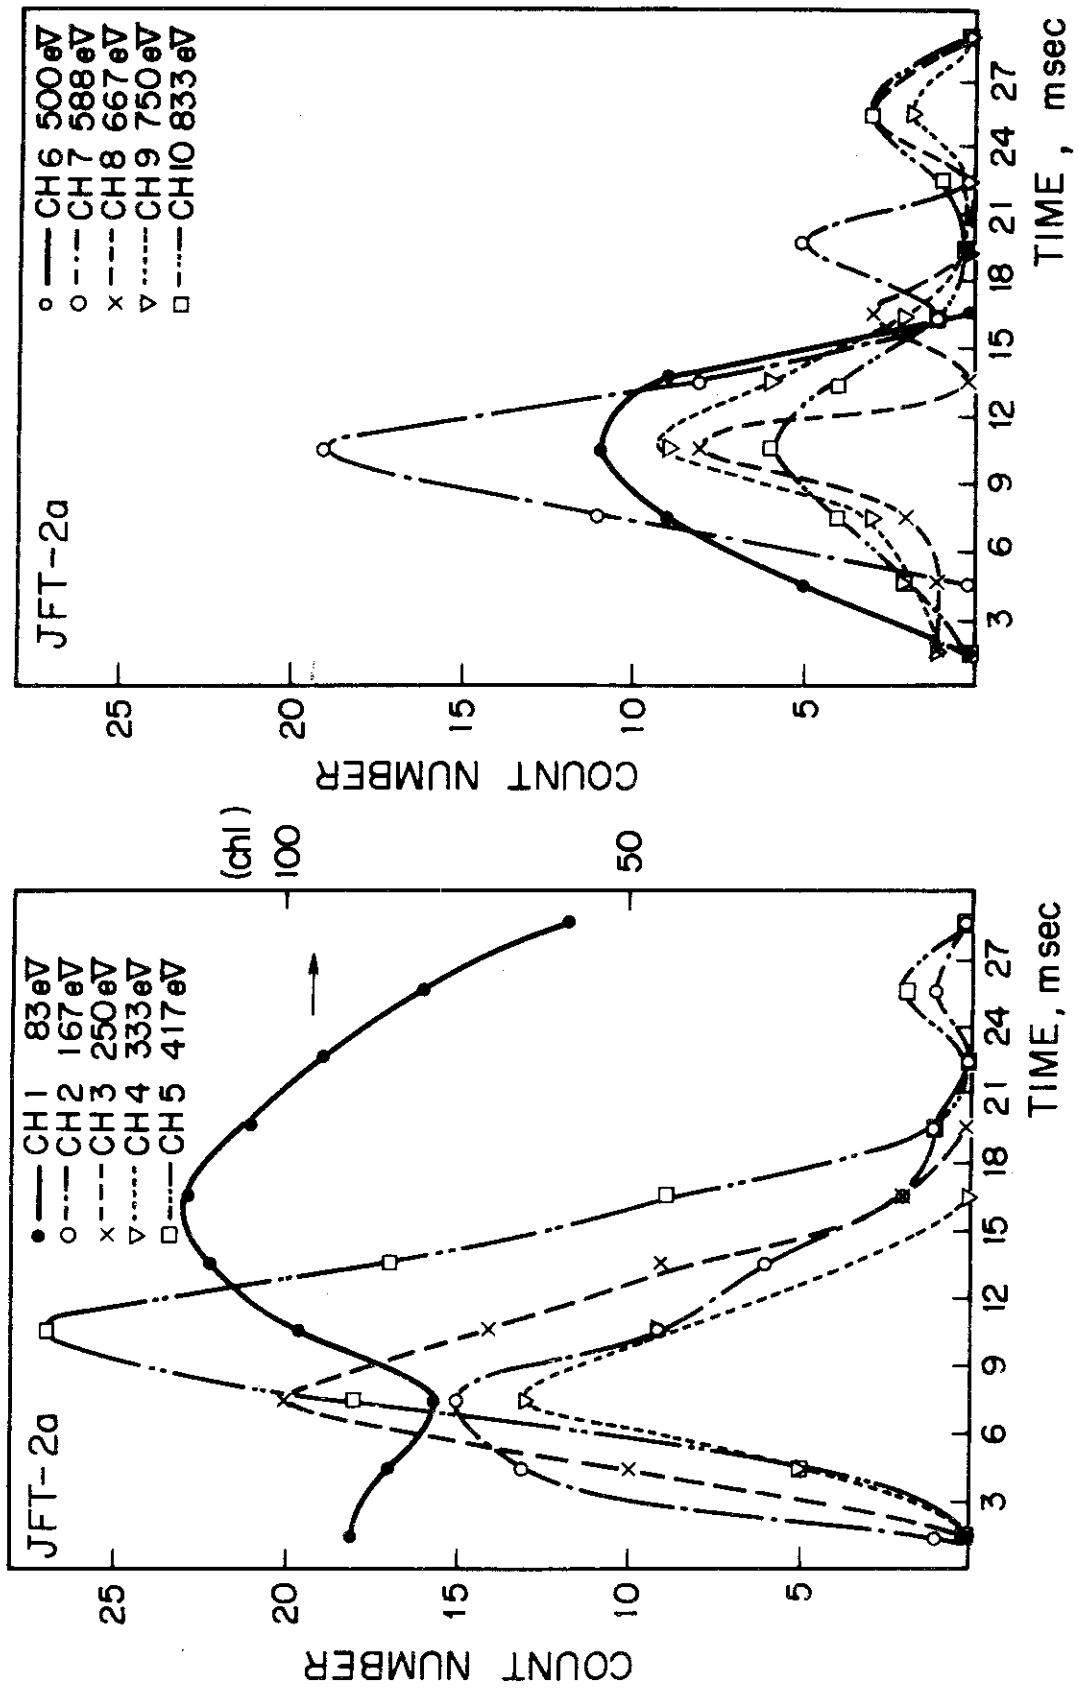 JFT-2a
CH 1 83eV
CH 2 167eV
CH 3 250eV
CH 4 333eV
CH 5 417eV
COUNT NUMBER
25
20
15
10
5
(ch1)
100
50
3 6 9 12 15 18 21 24 27
TIME, msec
JFT-2a
CH 6 500eV
CH 7 588eV
CH 8 667eV
CH 9 750eV
CH 10 833eV
COUNT NUMBER
25
20
15
10
5
3 6 9 12 15 18 21 24 27
TIME, msec